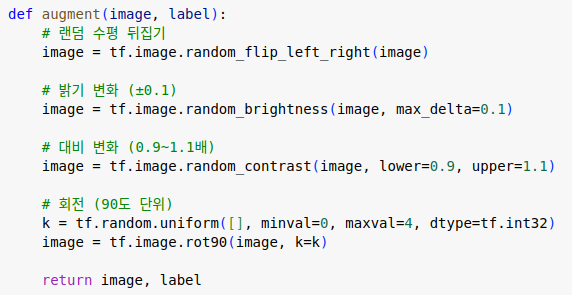 def augment(image, label):
    # 랜덤 수평 뒤집기
    image = tf.image.random_flip_left_right(image)

    # 밝기 변화 (±0.1)
    image = tf.image.random_brightness(image, max_delta=0.1)

    # 대비 변화 (0.9~1.1배)
    image = tf.image.random_contrast(image, lower=0.9, upper=1.1)

    # 회전 (90도 단위)
    k = tf.random.uniform([], minval=0, maxval=4, dtype=tf.int32)
    image = tf.image.rot90(image, k=k)

    return image, label